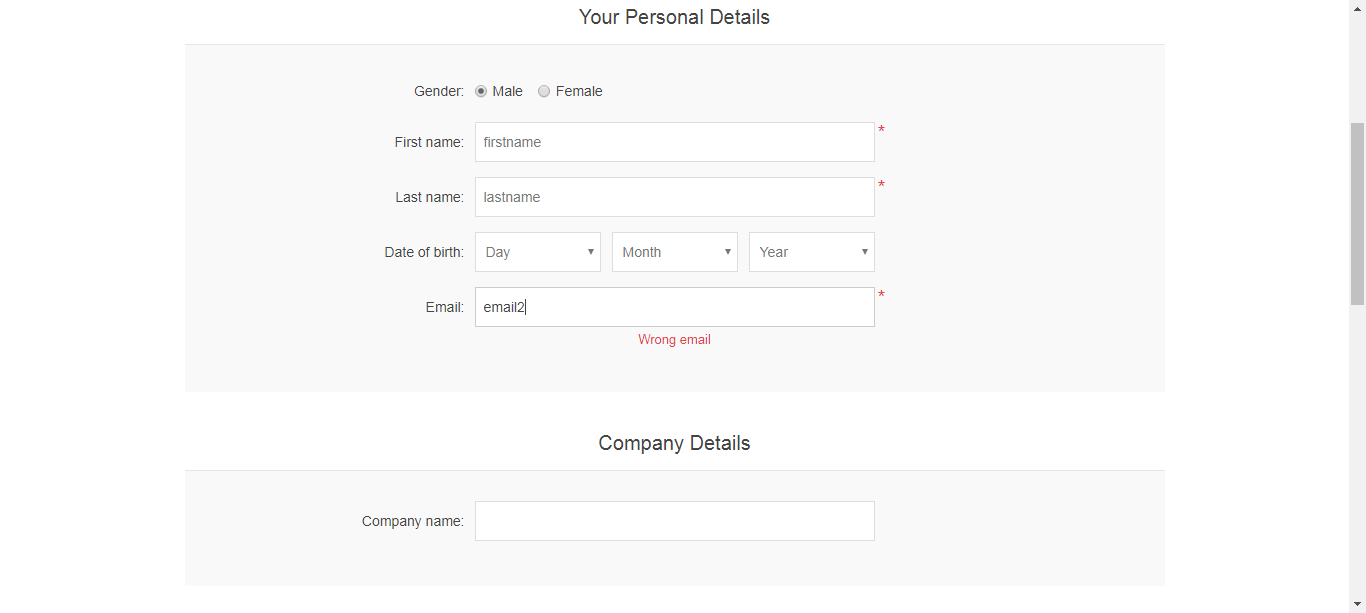 Your Personal Details
Gender: Male Female
First name: firstname *
Last name: lastname *
Date of birth: Day Month Year
Email: email2 *
Wrong email
Company Details
Company name: